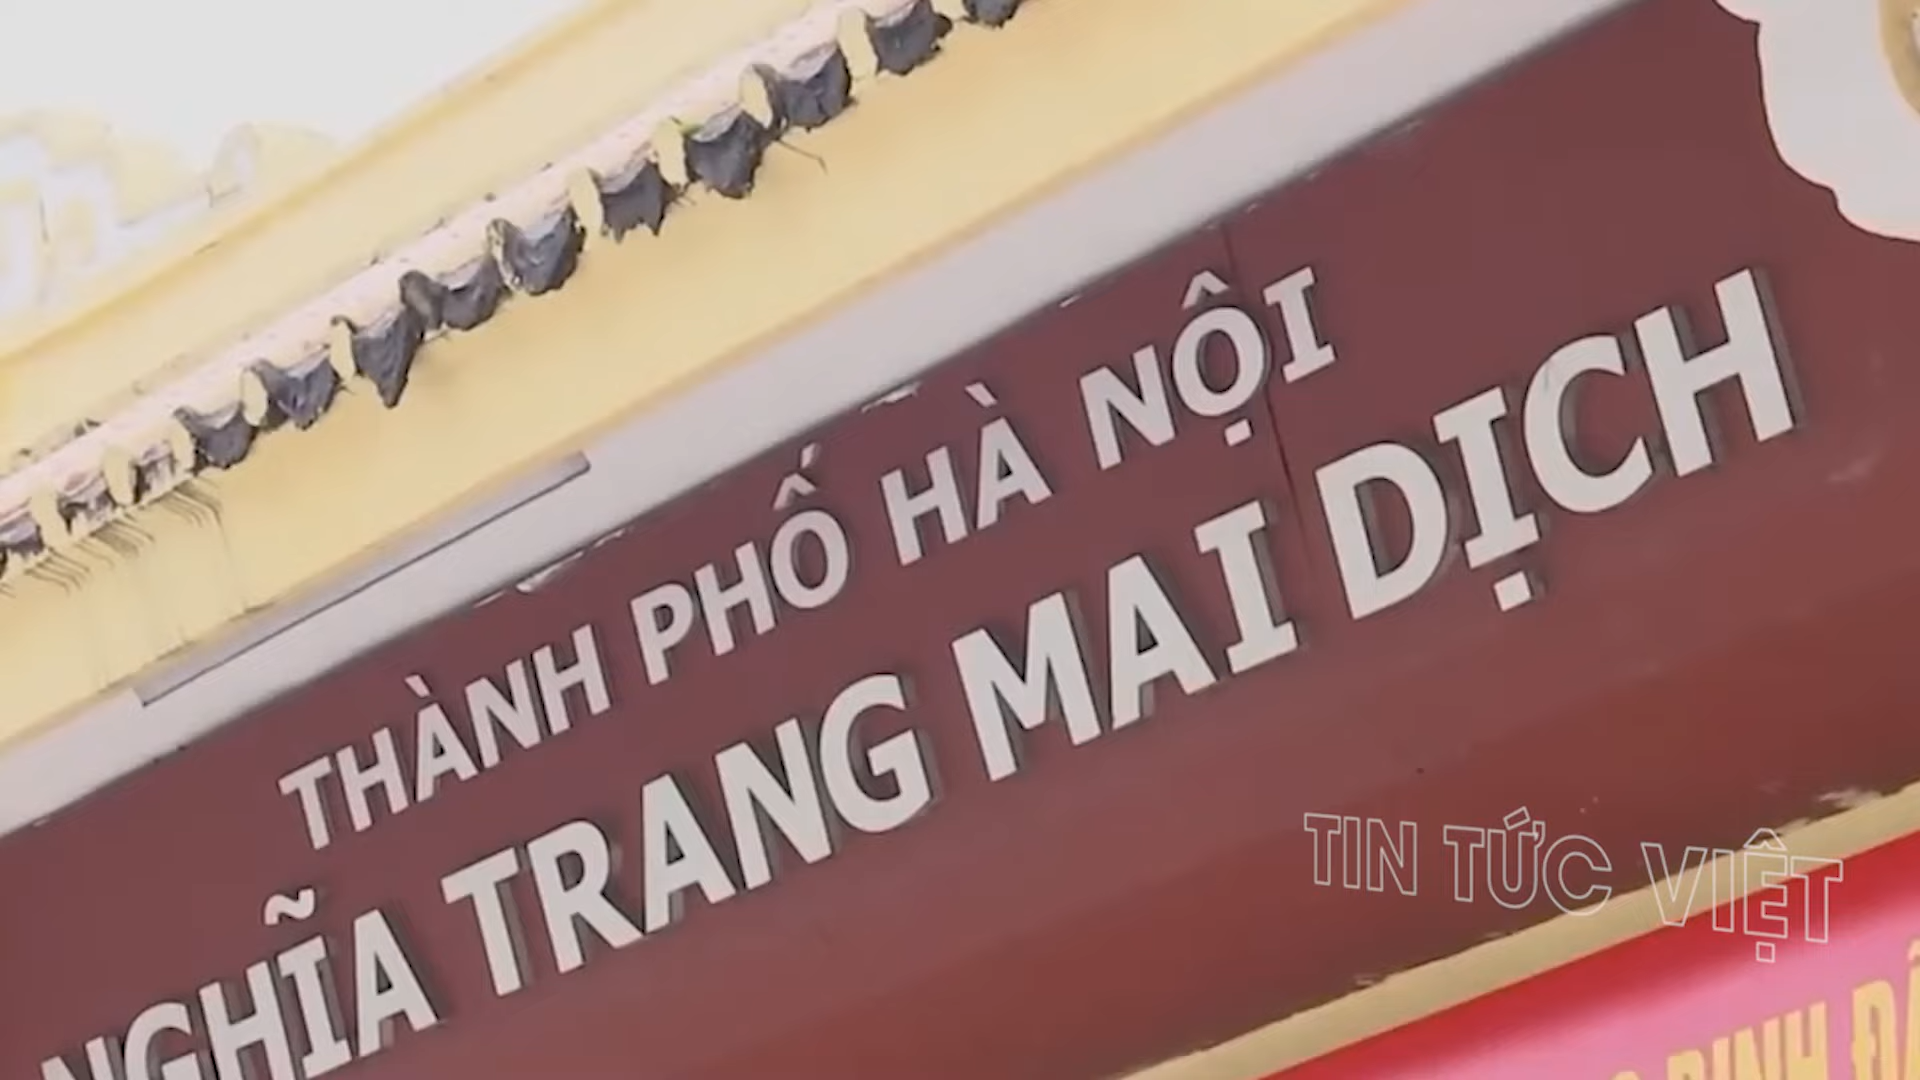 THÀNH PHỐ HÀ NỘI
NGHĨA TRANG MAI DỊCH
TIN TỨC VIỆT